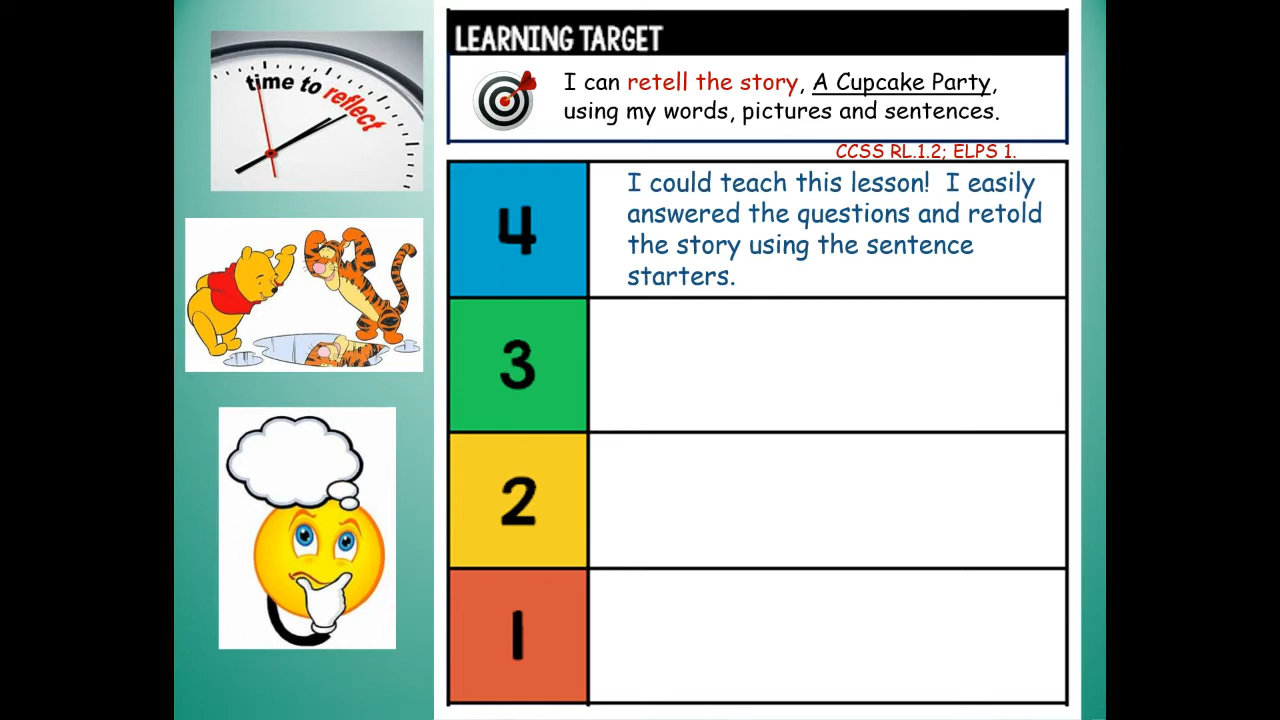 time to reflect
LEARNING TARGET
I can retell the story, A Cupcake Party,
using my words, pictures and sentences.
CCSS RL.1.2; ELPS 1.
4
I could teach this lesson!  I easily
answered the questions and retold
the story using the sentence
starters.
3
2
1